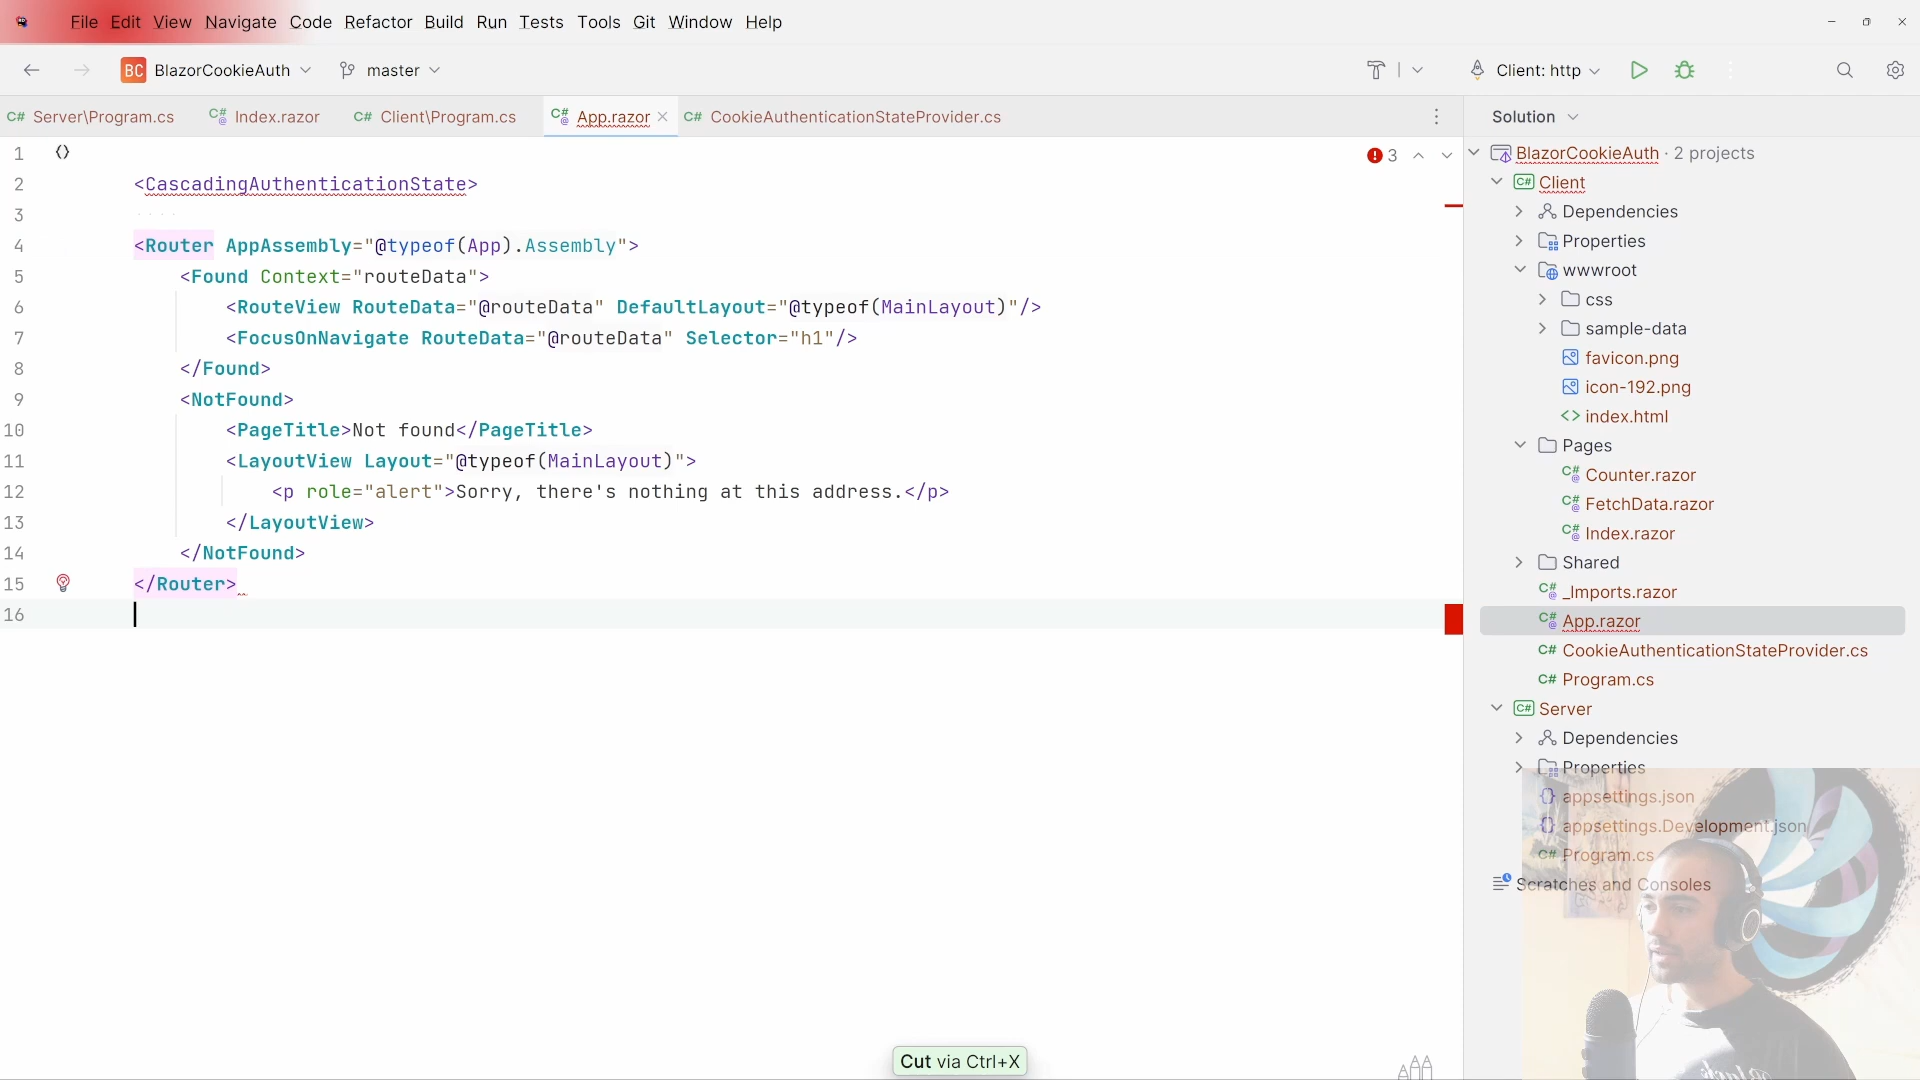 File Edit View Navigate Code Refactor Build Run Tests Tools Git Window Help
BC BlazorCookieAuth master Client: http
C# Server\Program.cs C# Index.razor C# Client\Program.cs C# App.razor C# CookieAuthenticationStateProvider.cs Solution
1 {} 3
2 <CascadingAuthenticationState>
3
4 <Router AppAssembly="@typeof(App).Assembly">
5 <Found Context="routeData">
6 <RouteView RouteData="@routeData" DefaultLayout="@typeof(MainLayout)"/>
7 <FocusOnNavigate RouteData="@routeData" Selector="h1"/>
8 </Found>
9 <NotFound>
10 <PageTitle>Not found</PageTitle>
11 <LayoutView Layout="@typeof(MainLayout)">
12 <p role="alert">Sorry, there's nothing at this address.</p>
13 </LayoutView>
14 </NotFound>
15 </Router>
16
BlazorCookieAuth · 2 projects
C# Client
Dependencies
Properties
wwwroot
css
sample-data
favicon.png
icon-192.png
<> index.html
Pages
C# Counter.razor
C# FetchData.razor
C# Index.razor
Shared
C# _Imports.razor
C# App.razor
C# CookieAuthenticationStateProvider.cs
C# Program.cs
C# Server
Dependencies
Properties
{} appsettings.json
{} appsettings.Development.json
C# Program.cs
Scratches and Consoles
Cut via Ctrl+X